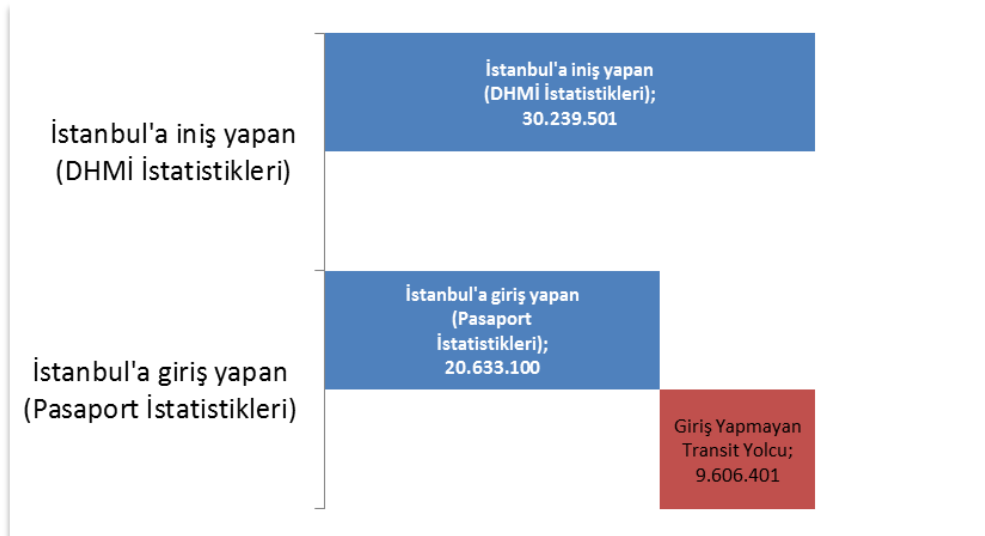 İstanbul'a iniş yapan
(DHMİ İstatistikleri)
İstanbul'a iniş yapan
(DHMİ İstatistikleri);
30.239.501
İstanbul'a giriş yapan
(Pasaport İstatistikleri)
İstanbul'a giriş yapan
(Pasaport
İstatistikleri);
20.633.100
Giriş Yapmayan
Transit Yolcu;
9.606.401